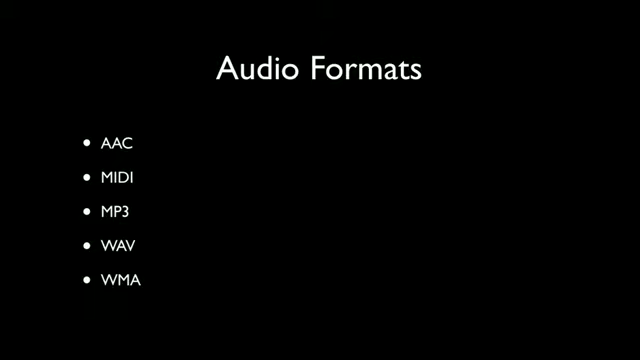 Audio Formats
• AAC
• MIDI
• MP3
• WAV
• WMA